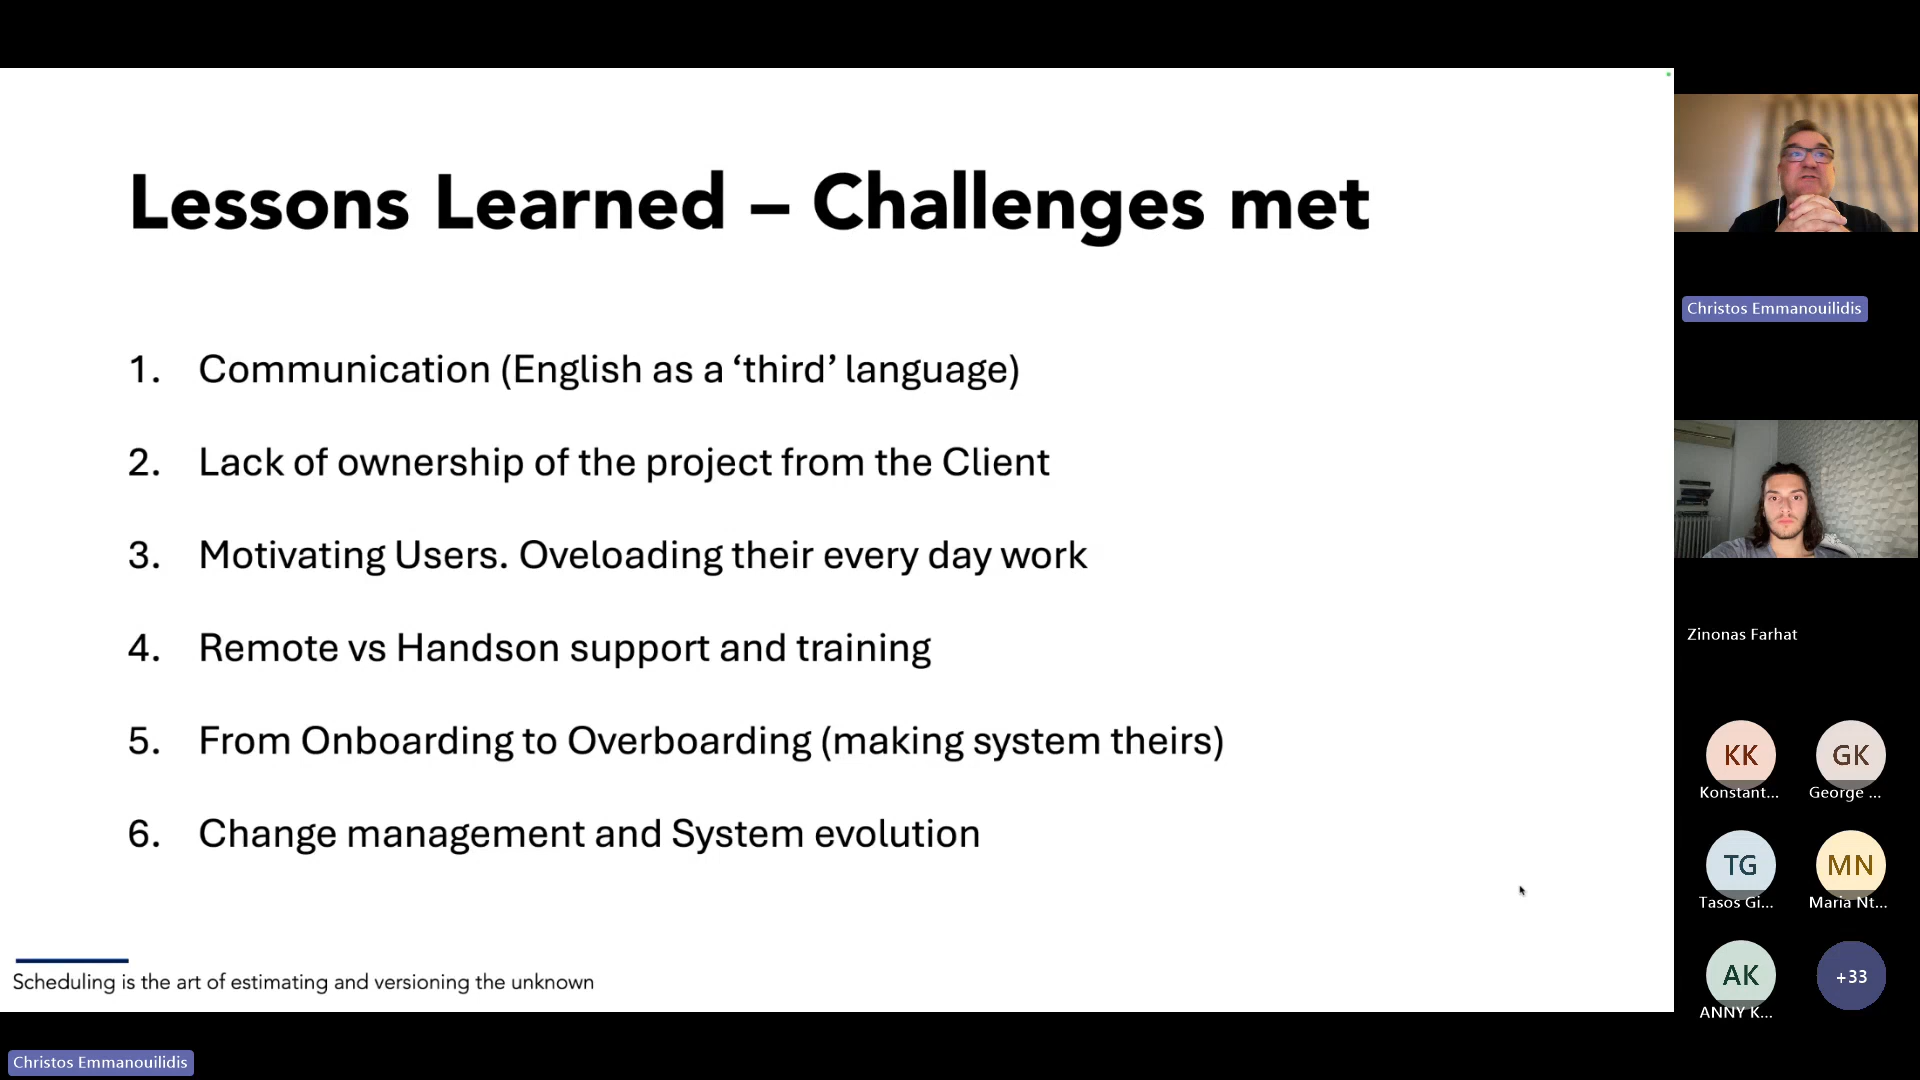 Lessons Learned – Challenges met
1. Communication (English as a ‘third’ language)
2. Lack of ownership of the project from the Client
3. Motivating Users. Oveloading their every day work
4. Remote vs Handson support and training
5. From Onboarding to Overboarding (making system theirs)
6. Change management and System evolution
Scheduling is the art of estimating and versioning the unknown
Christos Emmanouilidis
Christos Emmanouilidis
Zinonas Farhat
KK
Konstant...
GK
George ...
TG
Tasos Gi...
MN
Maria Nt...
AK
ANNY K...
+33